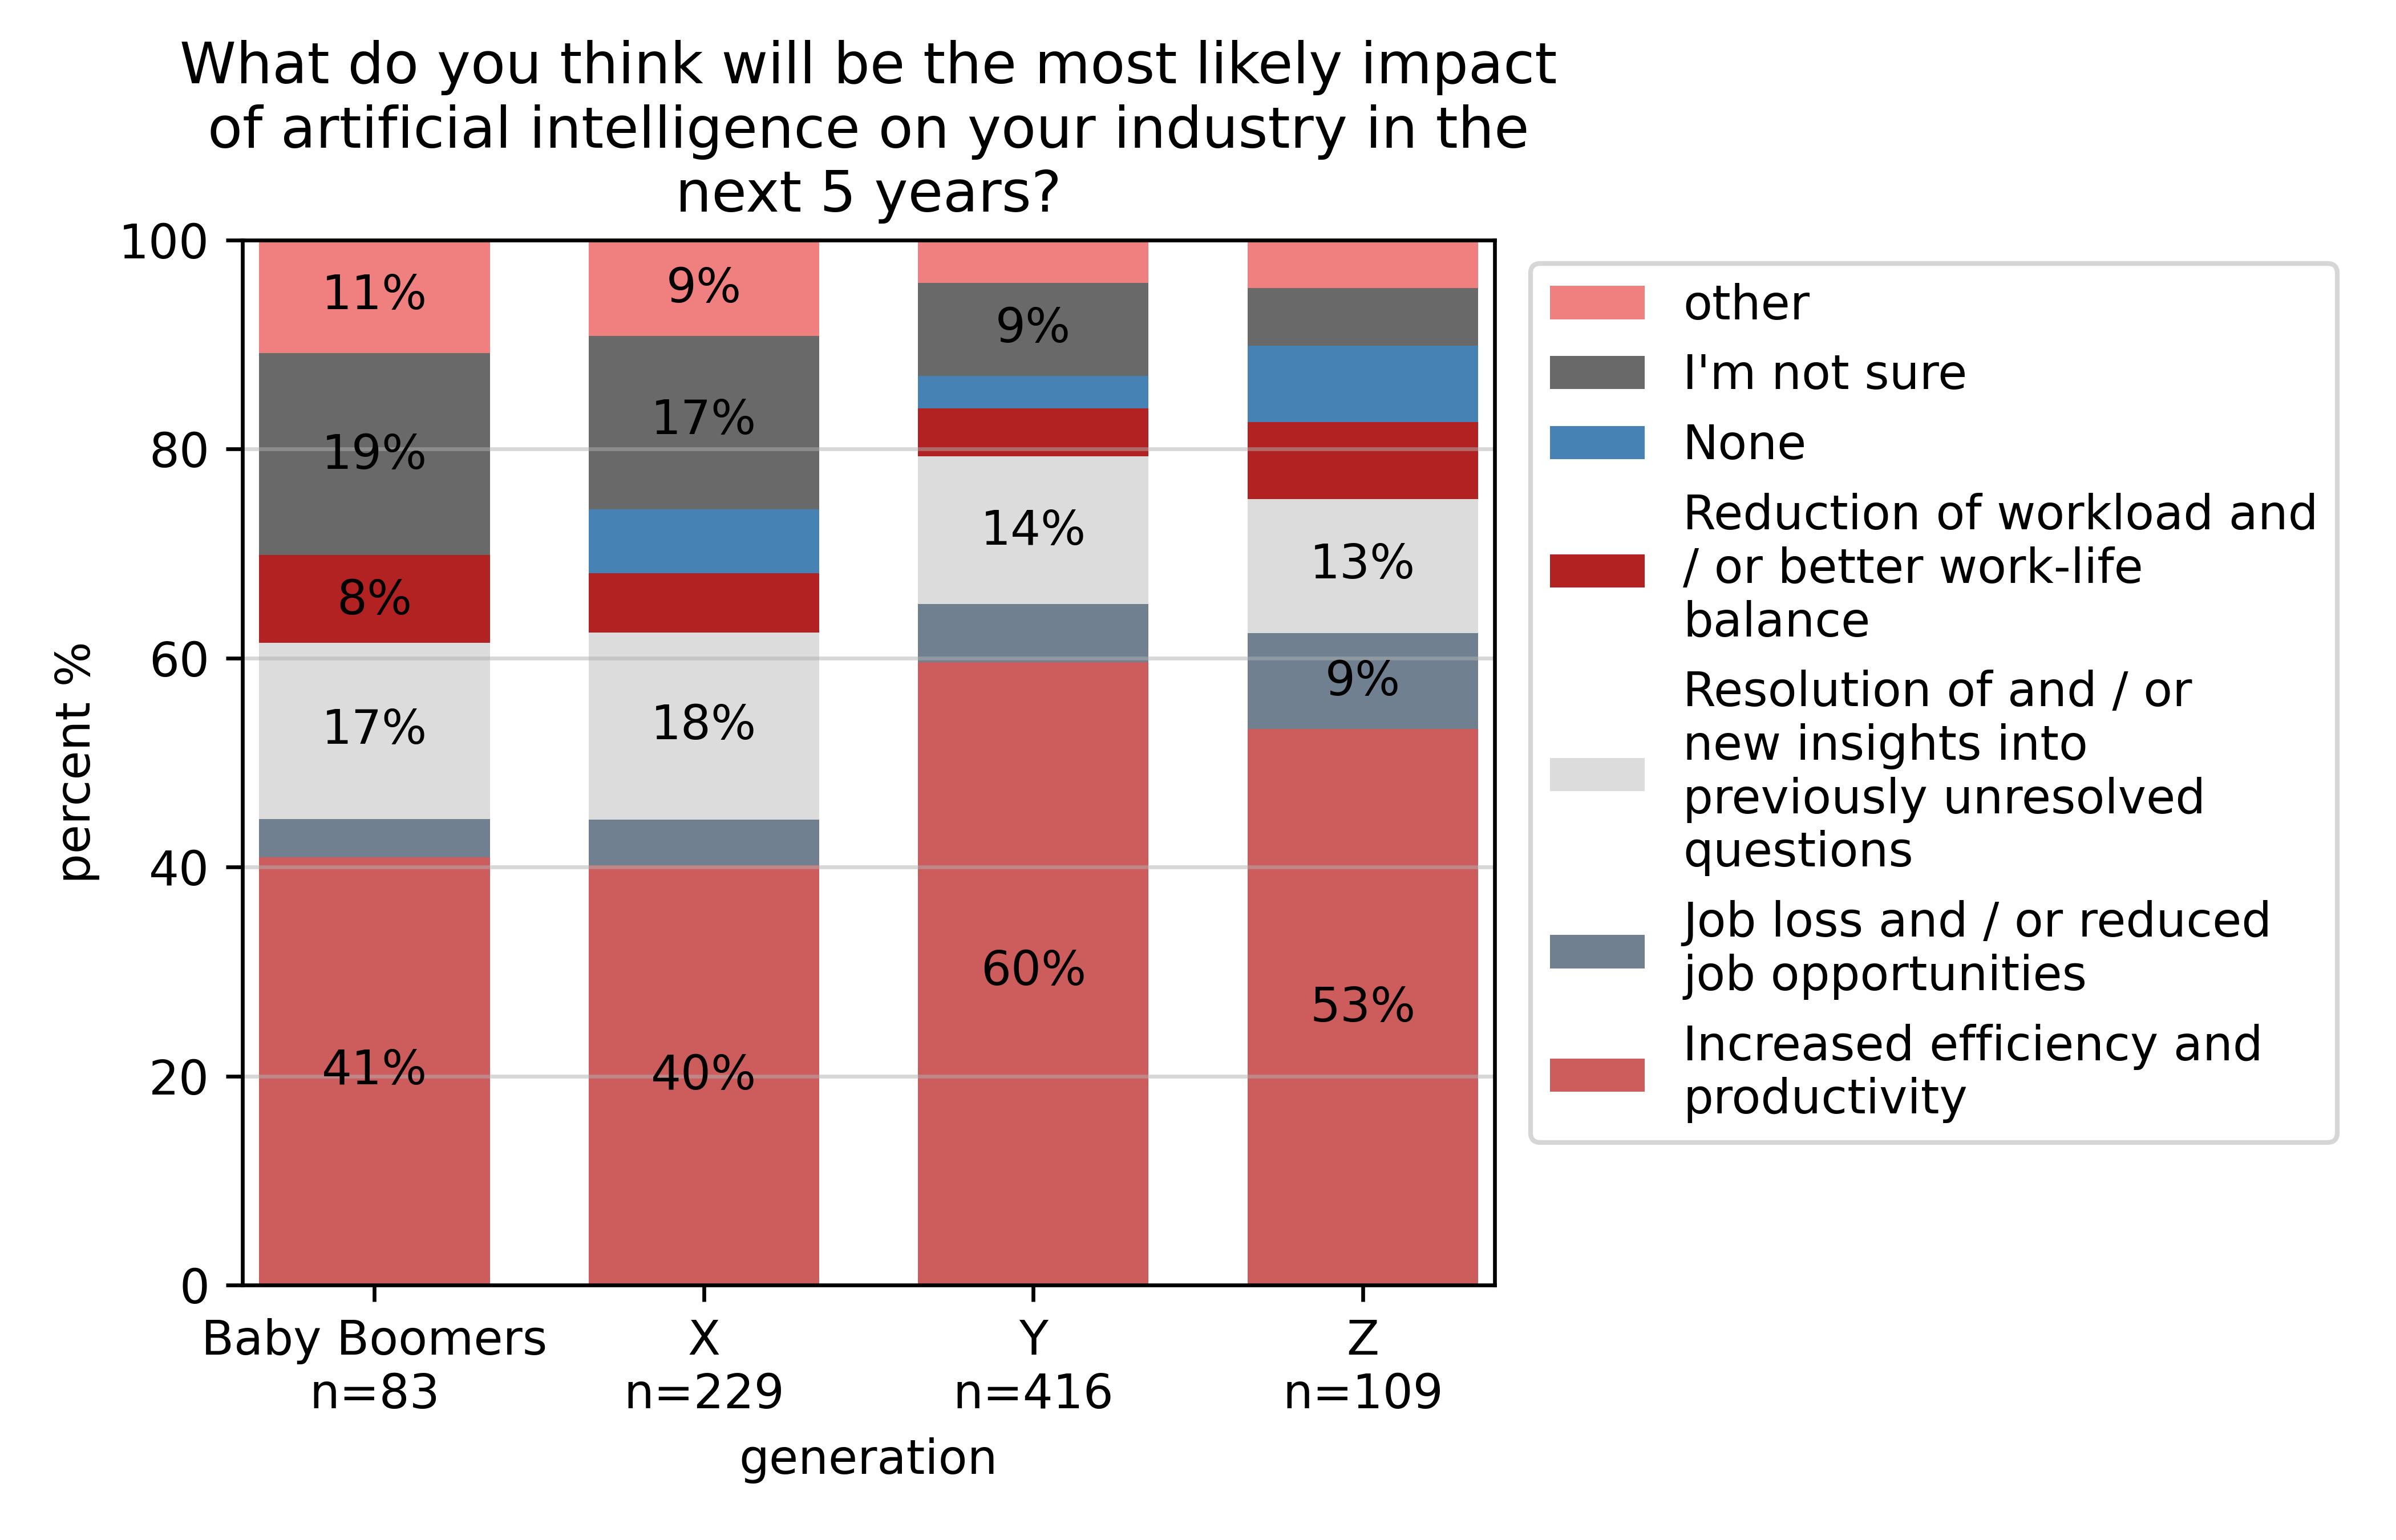 What do you think will be the most likely impact
of artificial intelligence on your industry in the
next 5 years?
100
80
60
40
20
0
percent %
11%
19%
8%
17%
41%
9%
17%
18%
40%
9%
14%
60%
13%
9%
53%
Baby Boomers
n=83
X
n=229
Y
n=416
Z
n=109
generation
other
I'm not sure
None
Reduction of workload and
/ or better work-life
balance
Resolution of and / or
new insights into
previously unresolved
questions
Job loss and / or reduced
job opportunities
Increased efficiency and
productivity